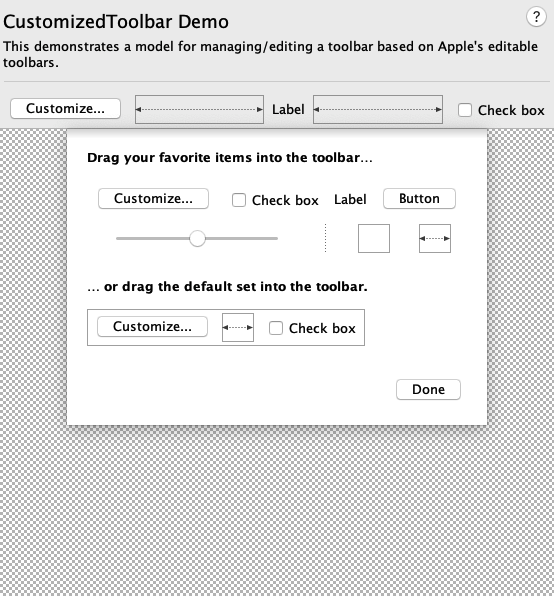 CustomizedToolbar Demo
?
This demonstrates a model for managing/editing a toolbar based on Apple's editable
toolbars.
Customize... Label Check box
Drag your favorite items into the toolbar...
Customize... Check box Label Button
... or drag the default set into the toolbar.
Customize... Check box
Done